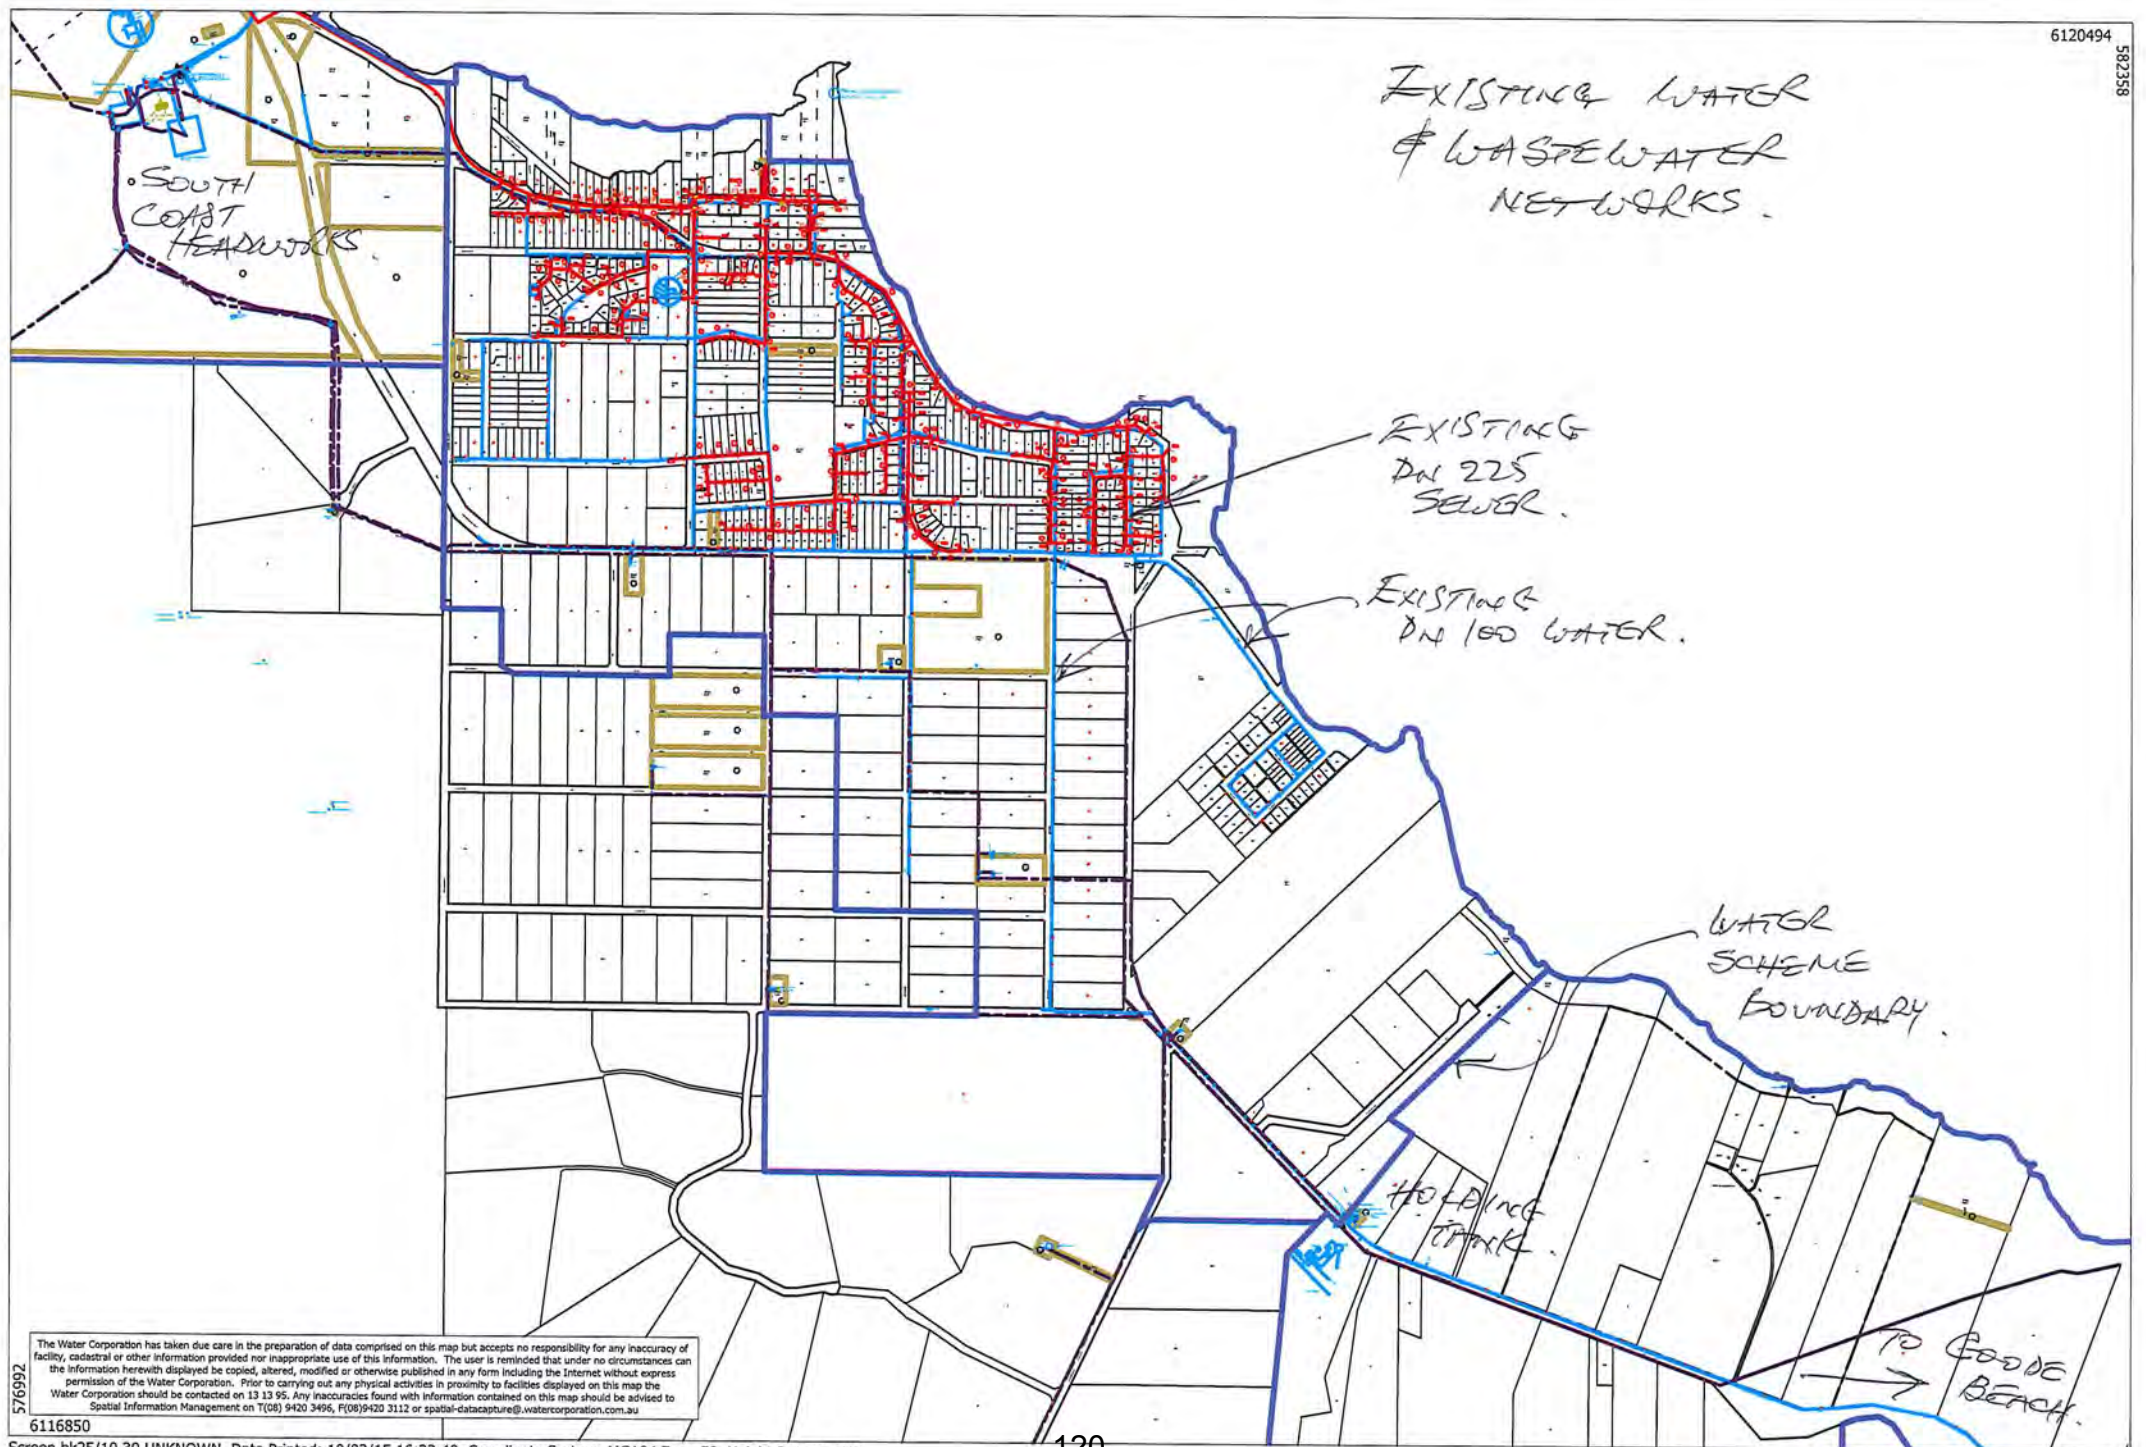 6120494
582358
EXISTING WATER
& WASTEWATER
NETWORKS.
SOUTH
COAST
HEADWORKS
EXISTING
DN 225
SEWER.
EXISTING
DN 100 WATER.
WATER
SCHEME
BOUNDARY.
HOLDING
TANK.
TO GOODE
BEACH.
The Water Corporation has taken due care in the preparation of data comprised on this map but accepts no responsibility for any inaccuracy of
facility, cadastral or other information provided nor inappropriate use of this information. The user is reminded that under no circumstances can
the information herewith displayed be copied, altered, modified or otherwise published in any form including the Internet without express
permission of the Water Corporation. Prior to carrying out any physical activities in proximity to facilities displayed on this map the
Water Corporation should be contacted on 13 13 95. Any inaccuracies found with information contained on this map should be advised to
Spatial Information Management on T(08) 9420 3496, F(08)9420 3112 or spatial-datacapture@.watercorporation.com.au
576992
6116850
120